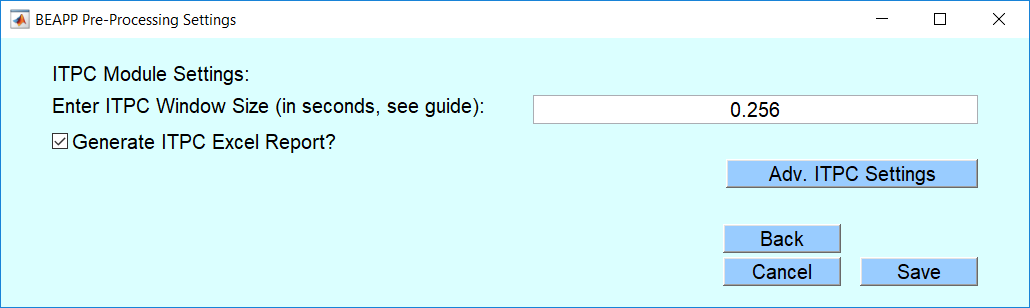 BEAPP Pre-Processing Settings
ITPC Module Settings:
Enter ITPC Window Size (in seconds, see guide):
0.256
Generate ITPC Excel Report?
Adv. ITPC Settings
Back
Cancel
Save